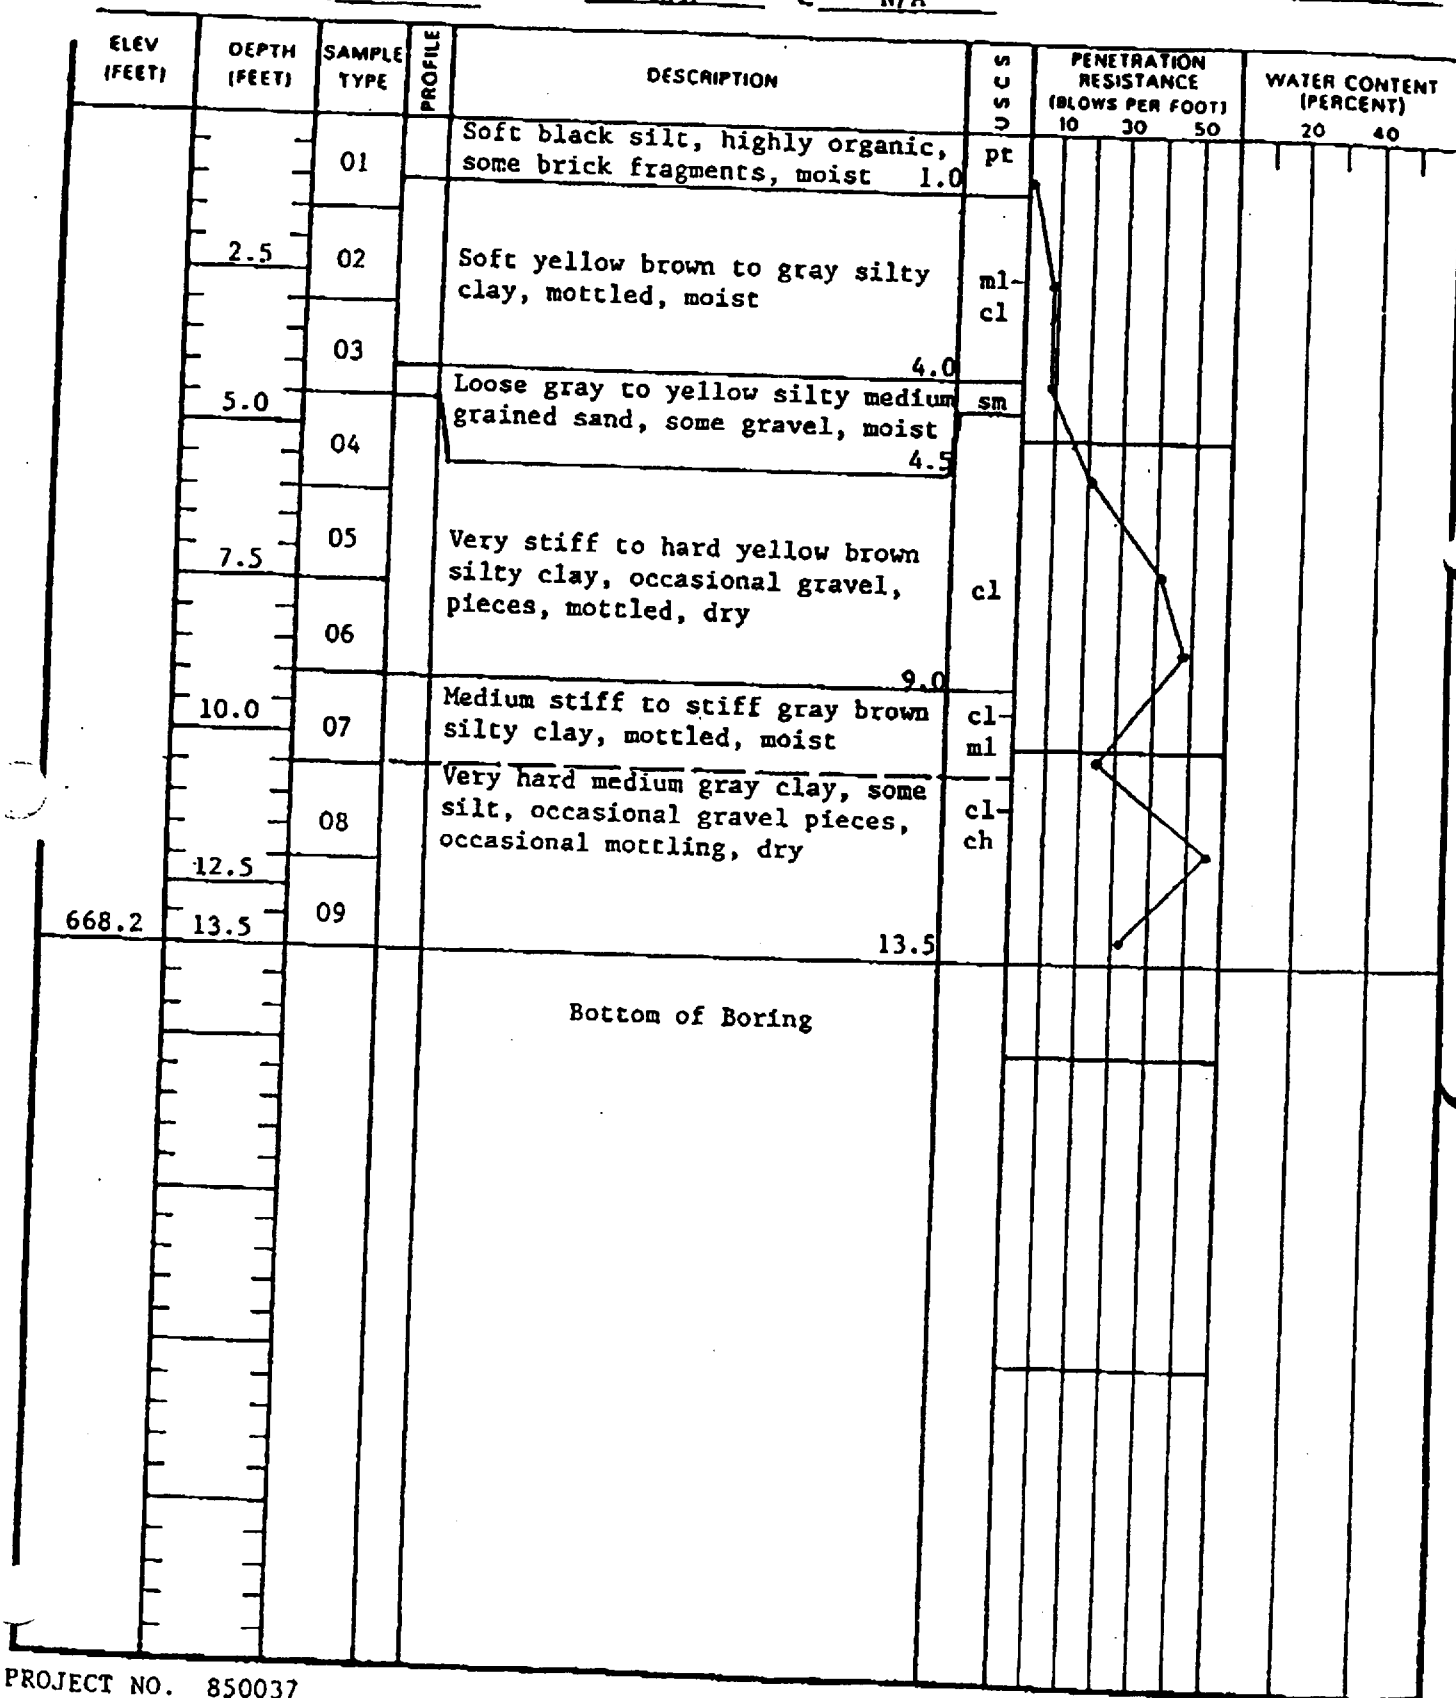 N/A
ELEV
(FEET)
DEPTH
(FEET)
SAMPLE
TYPE
PROFILE
DESCRIPTION
USCS
PENETRATION
RESISTANCE
(BLOWS PER FOOT)
10 30 50
WATER CONTENT
(PERCENT)
20 40
01
Soft black silt, highly organic,
some brick fragments, moist 1.0
pt
2.5
02
Soft yellow brown to gray silty
clay, mottled, moist
ml-
cl
03
4.0
5.0
Loose gray to yellow silty medium
grained sand, some gravel, moist
4.5
sm
04
05
7.5
Very stiff to hard yellow brown
silty clay, occasional gravel,
pieces, mottled, dry
cl
06
9.0
10.0
07
Medium stiff to stiff gray brown
silty clay, mottled, moist
cl-
ml
Very hard medium gray clay, some
silt, occasional gravel pieces,
occasional mottling, dry
cl-
ch
08
12.5
668.2 13.5
09
13.5
Bottom of Boring
PROJECT NO. 850037